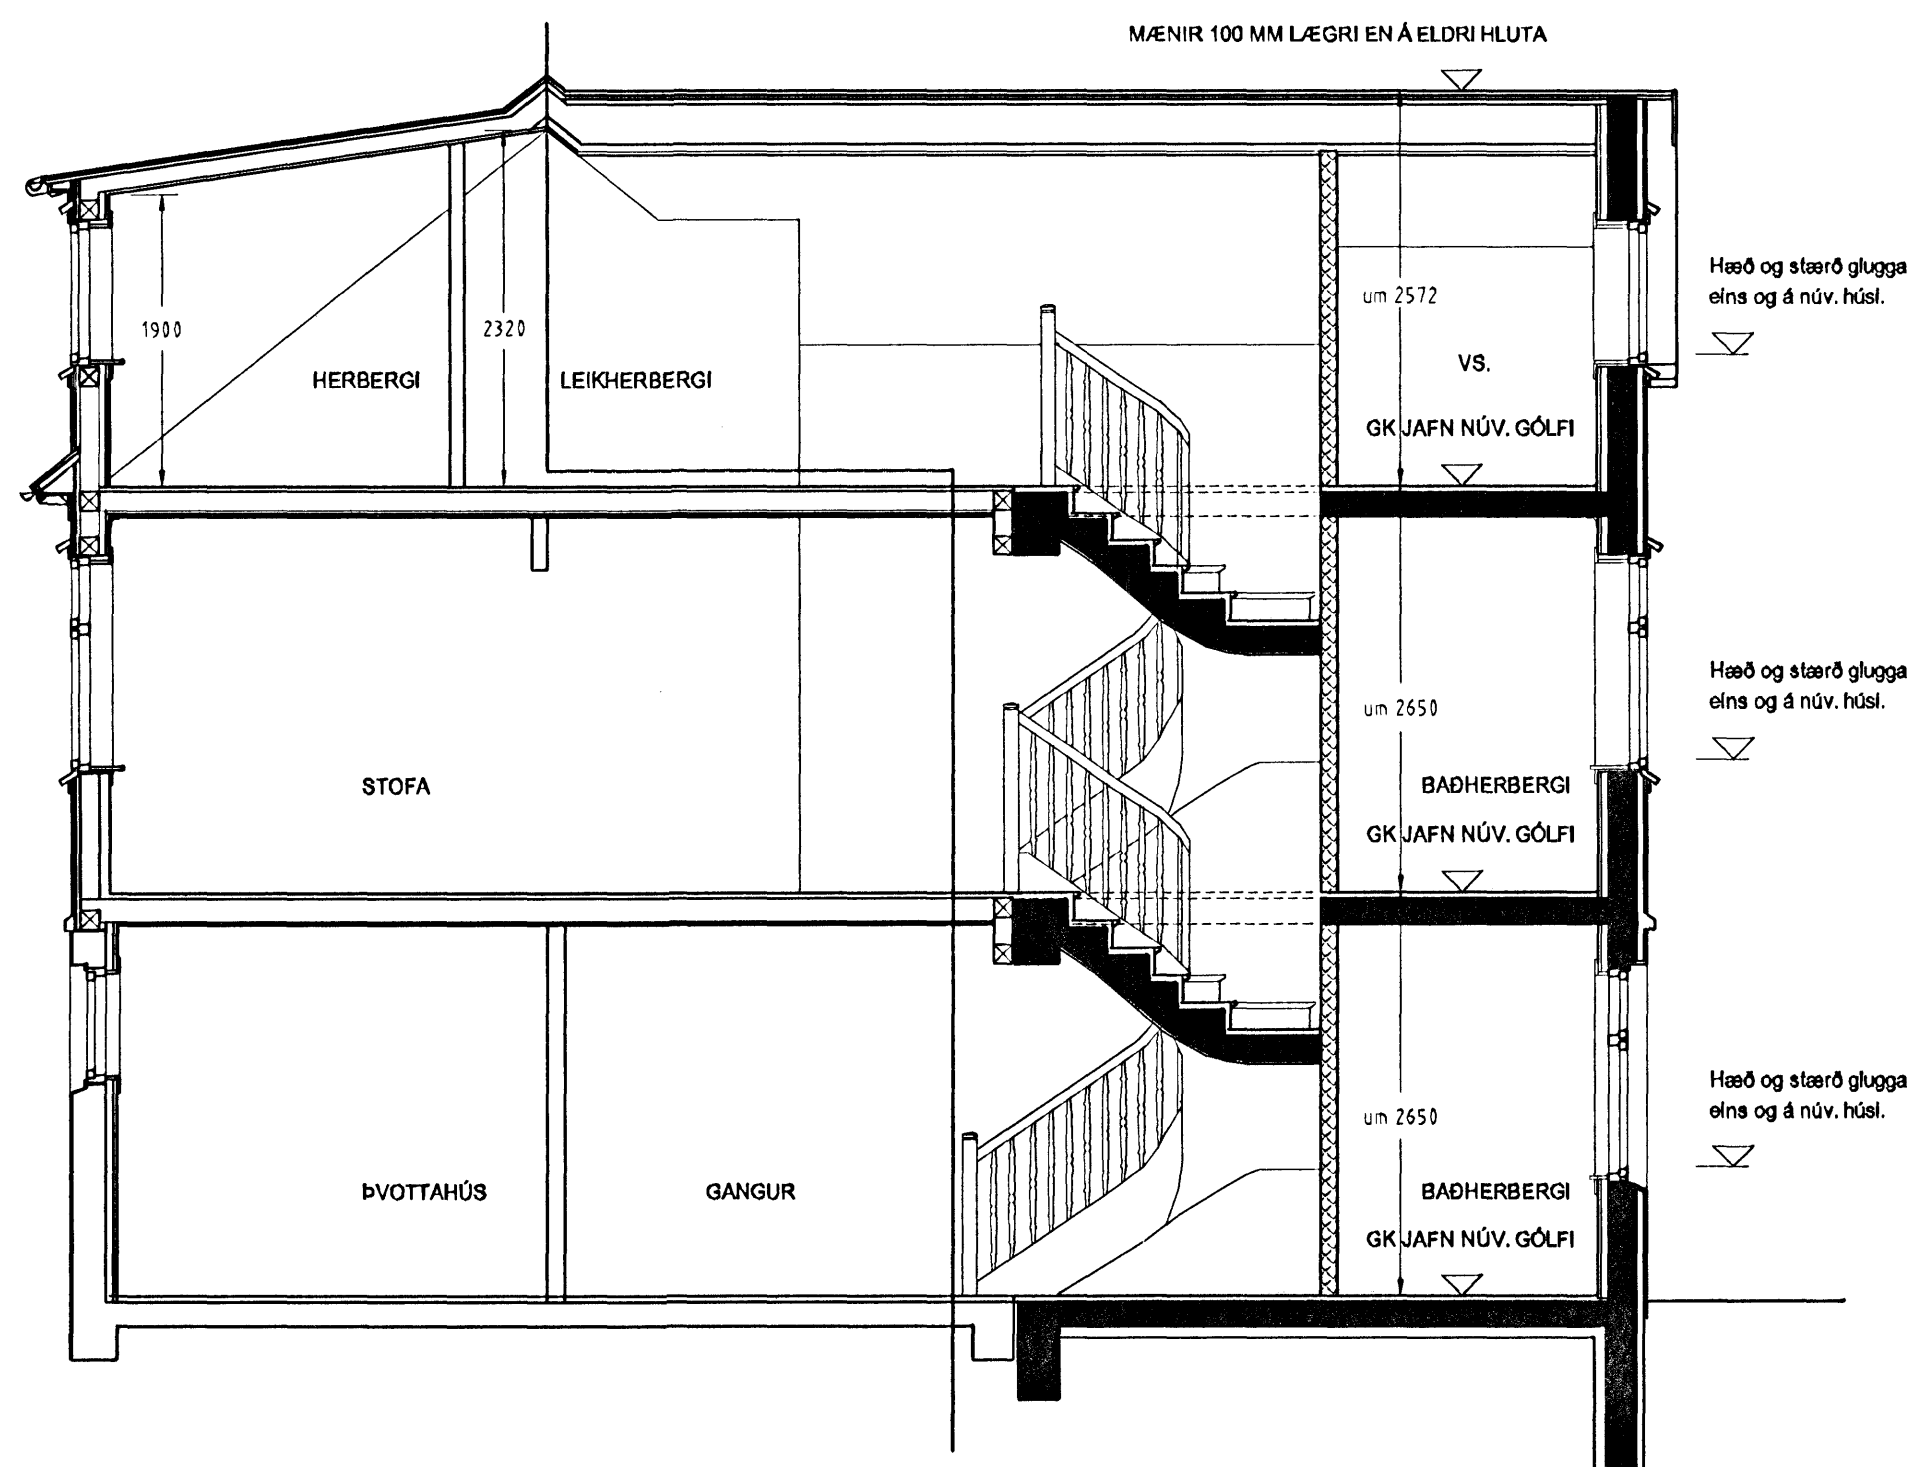 MÆNIR 100 MM LÆGRI EN Á ELDRI HLUTA
Hæð og stærð glugga
eins og á núv. húsi.
um 2572
1900
2320
VS.
HERBERGI
LEIKHERBERGI
GK JAFN NÚV. GÓLFI
Hæð og stærð glugga
eins og á núv. húsi.
um 2650
STOFA
BAÐHERBERGI
GK JAFN NÚV. GÓLFI
Hæð og stærð glugga
eins og á núv. húsi.
um 2650
ÞVOTTAHÚS
GANGUR
BAÐHERBERGI
GK JAFN NÚV. GÓLFI